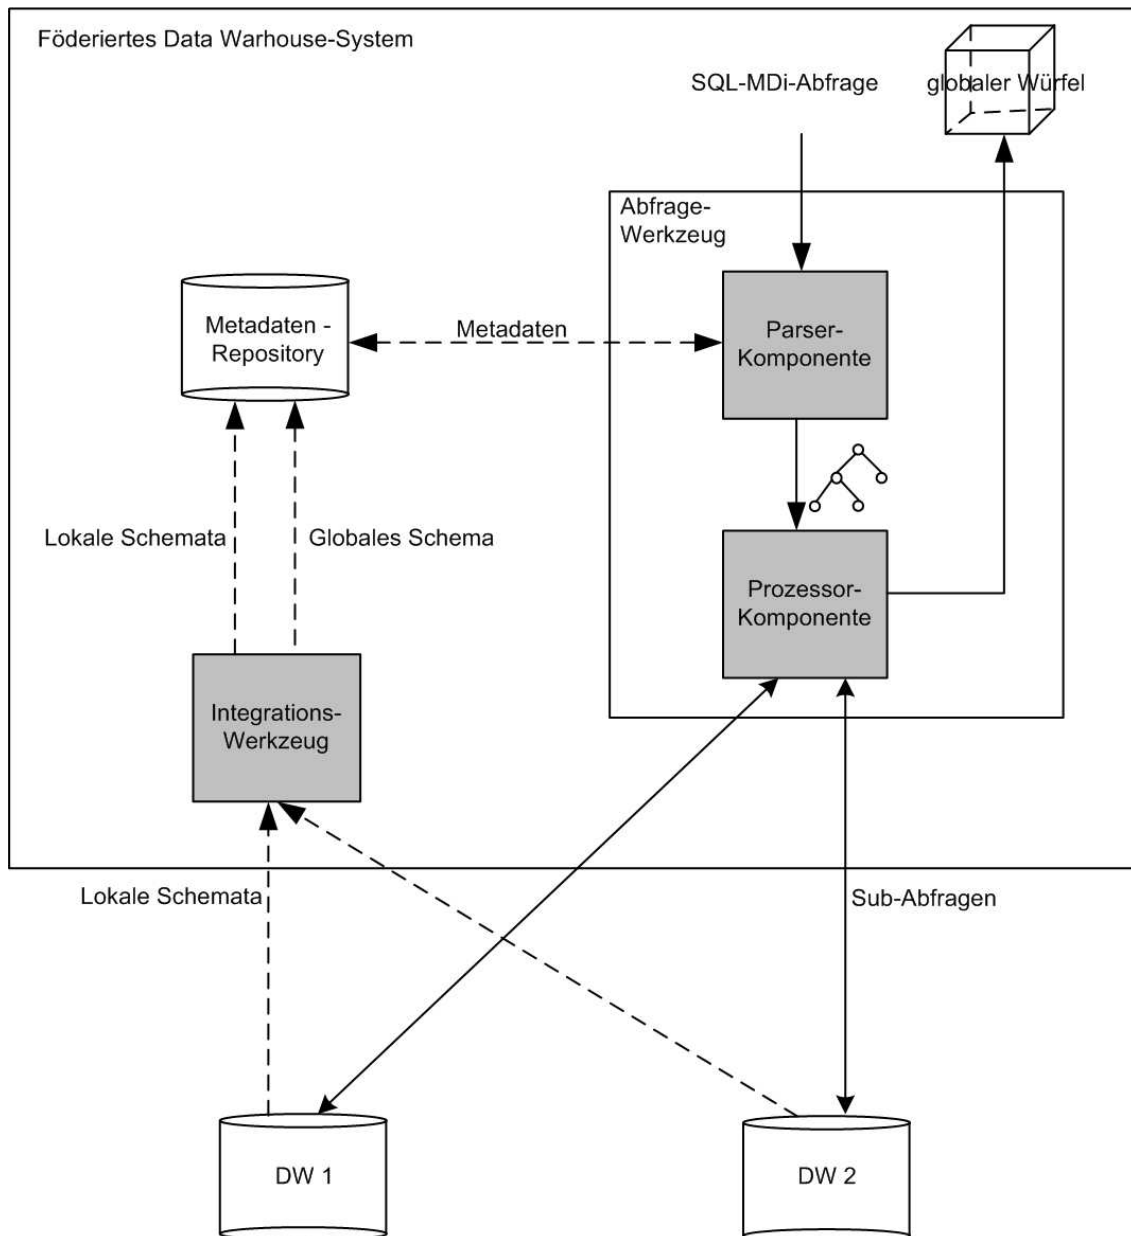 Föderiertes Data Warhouse-System
SQL-MDi-Abfrage
globaler Würfel
Abfrage-
Werkzeug
Metadaten -
Repository
Metadaten
Parser-
Komponente
Lokale Schemata
Globales Schema
Prozessor-
Komponente
Integrations-
Werkzeug
Lokale Schemata
Sub-Abfragen
DW 1
DW 2